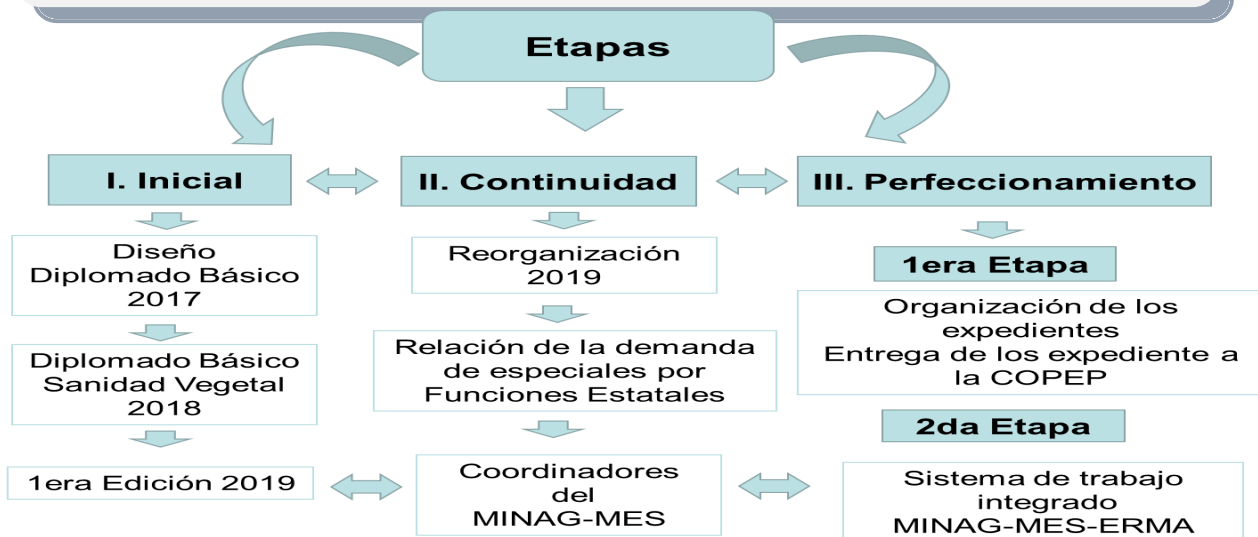 Etapas
I. Inicial
II. Continuidad
III. Perfeccionamiento
Diseño
Diplomado Básico
2017
Diplomado Básico
Sanidad Vegetal
2018
1era Edición 2019
Reorganización
2019
Relación de la demanda
de especiales por
Funciones Estatales
Coordinadores
del
MINAG-MES
1era Etapa
Organización de los
expedientes
Entrega de los expediente a
la COPEP
2da Etapa
Sistema de trabajo
integrado
MINAG-MES-ERMA